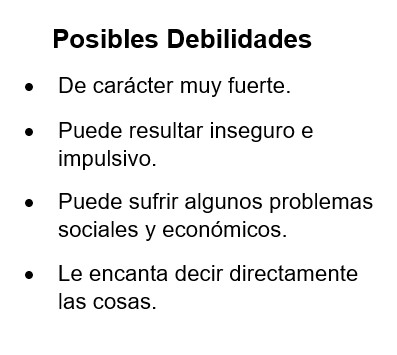 Posibles Debilidades
• De carácter muy fuerte.
• Puede resultar inseguro e
impulsivo.
• Puede sufrir algunos problemas
sociales y económicos.
• Le encanta decir directamente
las cosas.